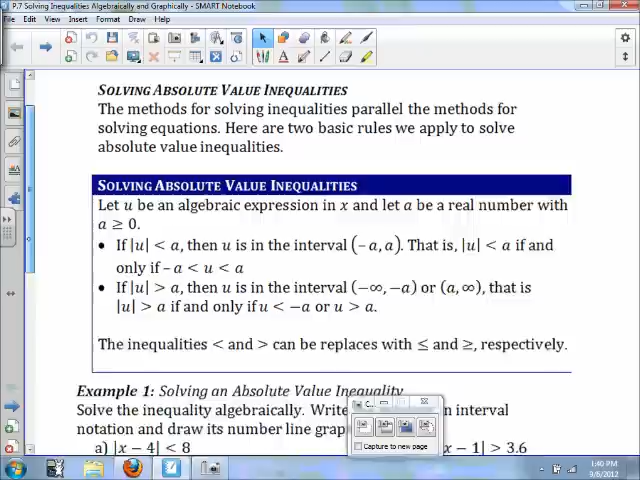 P.7 Solving Inequalities Algebraically and Graphically - SMART Notebook
File Edit View Insert Format Draw Help
SOLVING ABSOLUTE VALUE INEQUALITIES
The methods for solving inequalities parallel the methods for
solving equations. Here are two basic rules we apply to solve
absolute value inequalities.
SOLVING ABSOLUTE VALUE INEQUALITIES
Let u be an algebraic expression in x and let a be a real number with
a ≥ 0.
• If |u| < a, then u is in the interval (−a, a). That is, |u| < a if and
only if −a < u < a
• If |u| > a, then u is in the interval (−∞, −a) or (a, ∞), that is
|u| > a if and only if u < −a or u > a.
The inequalities < and > can be replaces with ≤ and ≥, respectively.
Example 1: Solving an Absolute Value Inequality
Solve the inequality algebraically. Write n interval
notation and draw its number line grap
a) |x − 4| < 8 x − 1| > 3.6
C...
Capture to new page
1:40 PM
9/6/2012